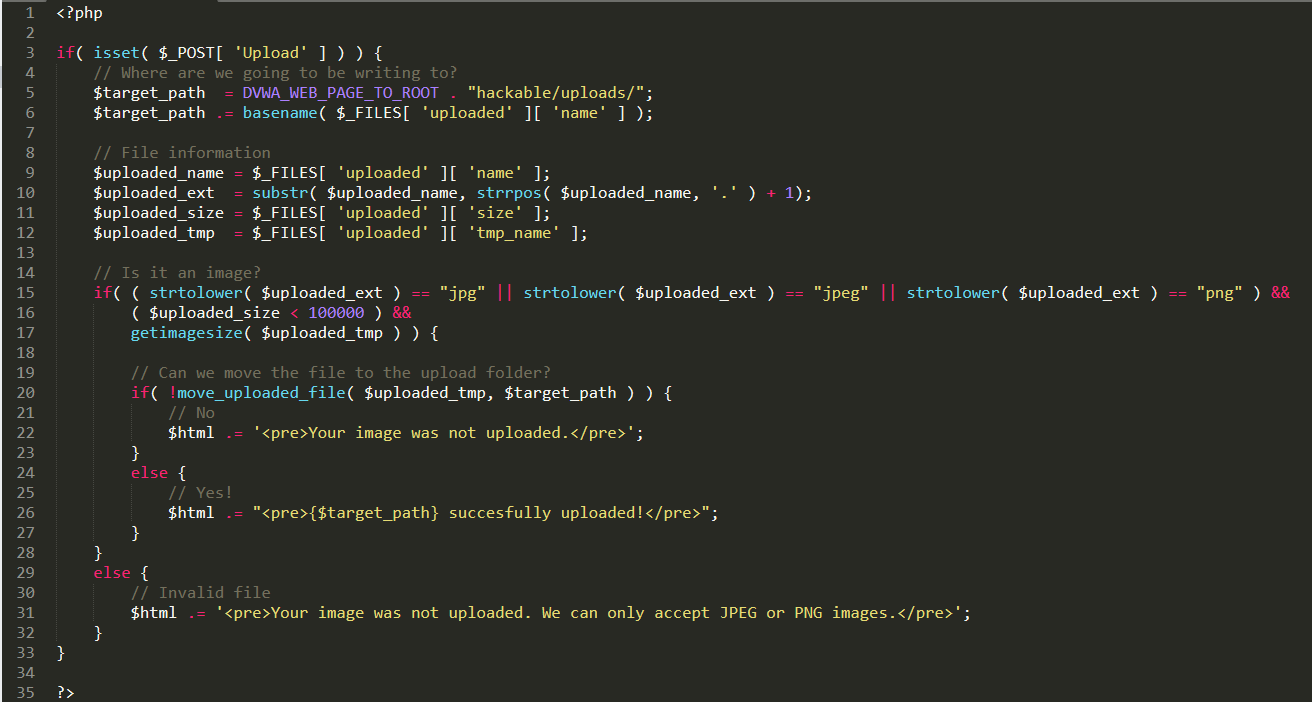 1 <?php
2
3 if( isset( $_POST[ 'Upload' ] ) ) {
4     // Where are we going to be writing to?
5     $target_path  = DVWA_WEB_PAGE_TO_ROOT . "hackable/uploads/";
6     $target_path .= basename( $_FILES[ 'uploaded' ][ 'name' ] );
7
8     // File information
9     $uploaded_name = $_FILES[ 'uploaded' ][ 'name' ];
10     $uploaded_ext  = substr( $uploaded_name, strrpos( $uploaded_name, '.' ) + 1);
11     $uploaded_size = $_FILES[ 'uploaded' ][ 'size' ];
12     $uploaded_tmp  = $_FILES[ 'uploaded' ][ 'tmp_name' ];
13
14     // Is it an image?
15     if( ( strtolower( $uploaded_ext ) == "jpg" || strtolower( $uploaded_ext ) == "jpeg" || strtolower( $uploaded_ext ) == "png" ) &&
16         ( $uploaded_size < 100000 ) &&
17         getimagesize( $uploaded_tmp ) ) {
18
19         // Can we move the file to the upload folder?
20         if( !move_uploaded_file( $uploaded_tmp, $target_path ) ) {
21             // No
22             $html .= '<pre>Your image was not uploaded.</pre>';
23         }
24         else {
25             // Yes!
26             $html .= "<pre>{$target_path} succesfully uploaded!</pre>";
27         }
28     }
29     else {
30         // Invalid file
31         $html .= '<pre>Your image was not uploaded. We can only accept JPEG or PNG images.</pre>';
32     }
33 }
34
35 ?>